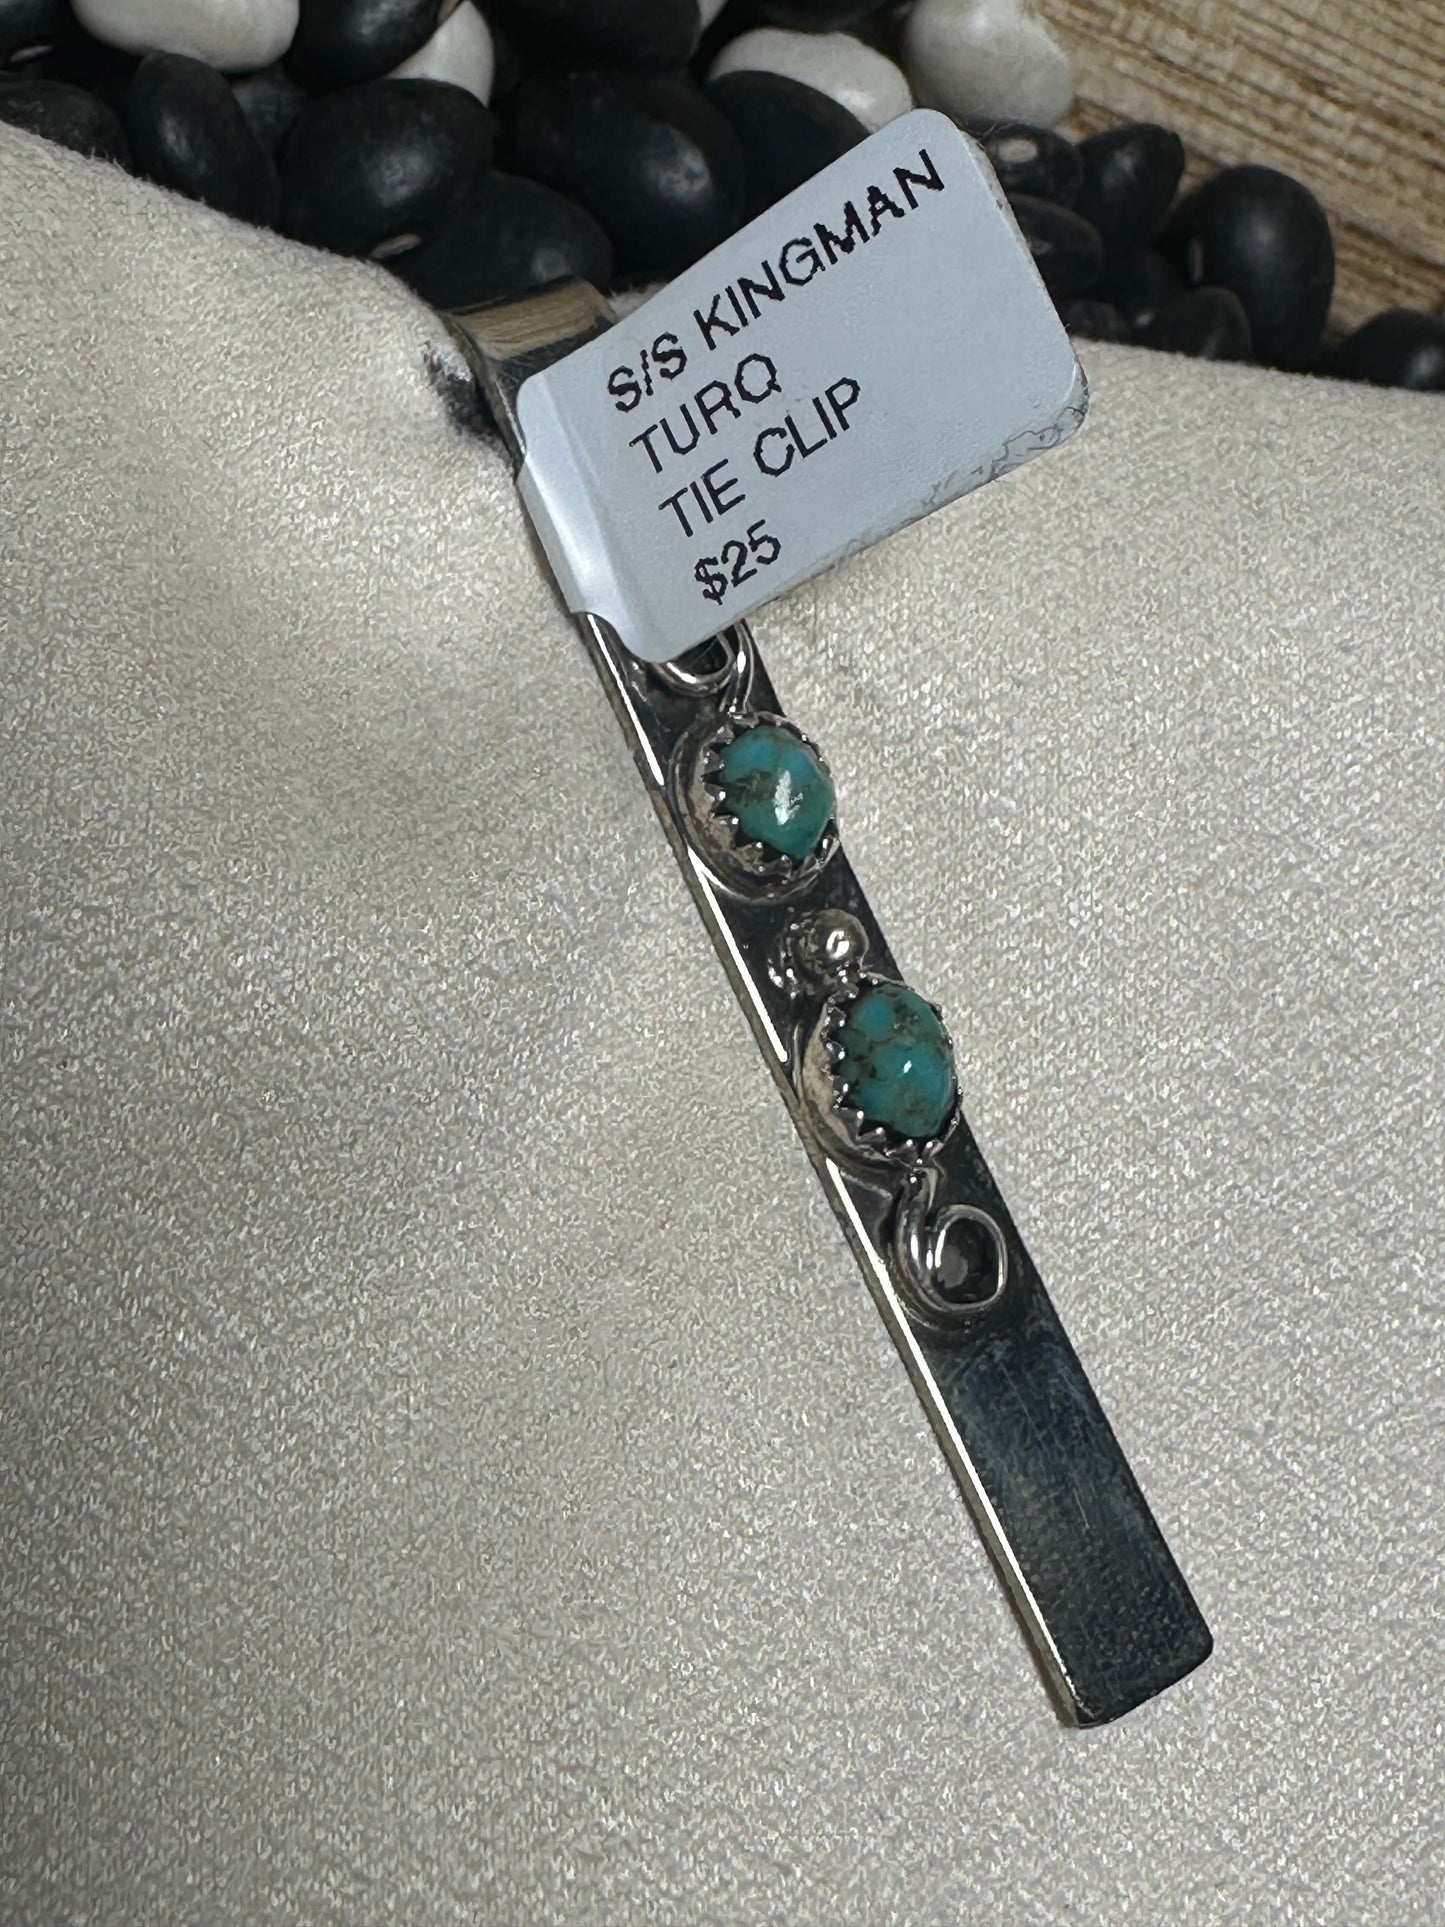 S/S KINGMAN
TURQ
TIE CLIP
$25